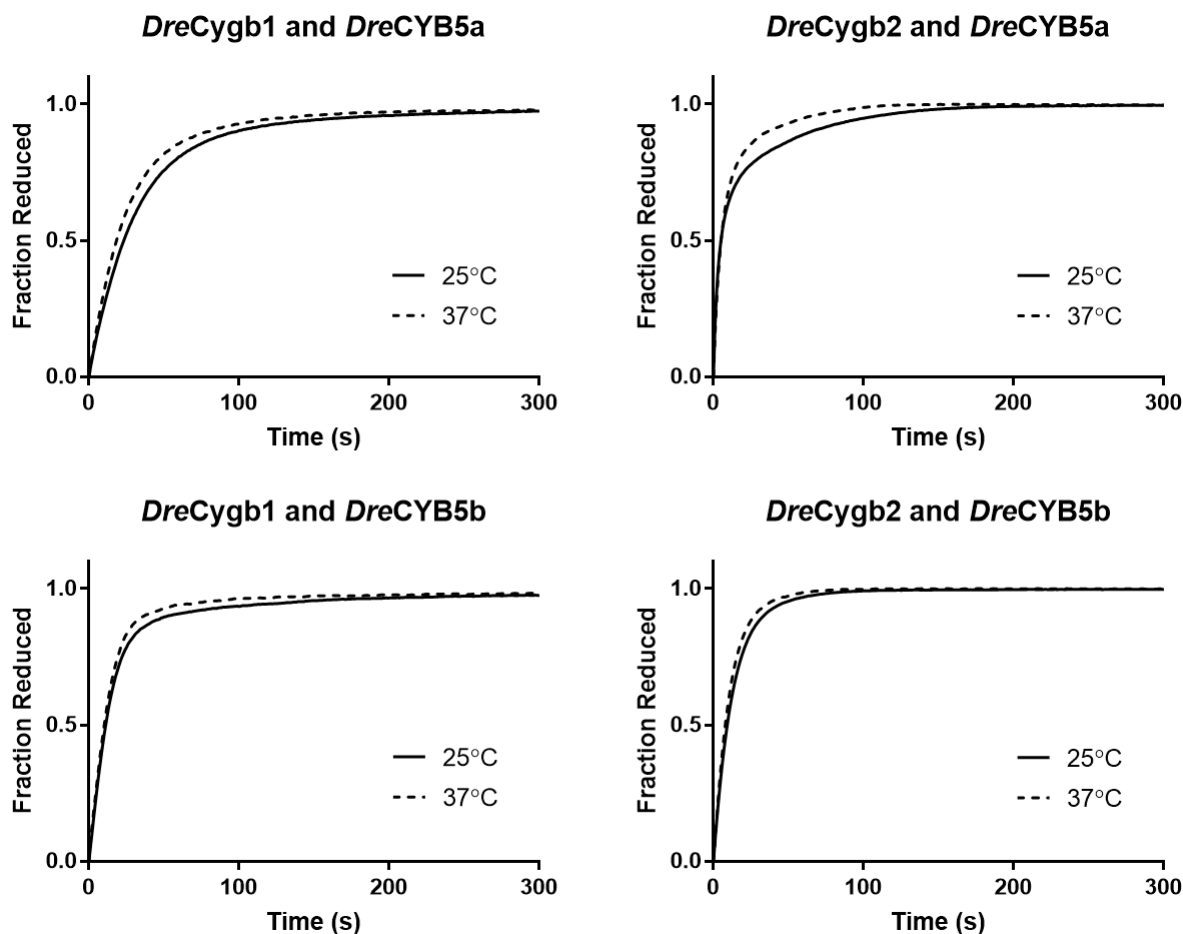 DreCygb1 and DreCYB5a
1.0
0.5
0.0
Fraction Reduced
25°C
37°C
0 100 200 300
Time (s)
DreCygb2 and DreCYB5a
1.0
0.5
0.0
Fraction Reduced
25°C
37°C
0 100 200 300
Time (s)
DreCygb1 and DreCYB5b
1.0
0.5
0.0
Fraction Reduced
25°C
37°C
0 100 200 300
Time (s)
DreCygb2 and DreCYB5b
1.0
0.5
0.0
Fraction Reduced
25°C
37°C
0 100 200 300
Time (s)